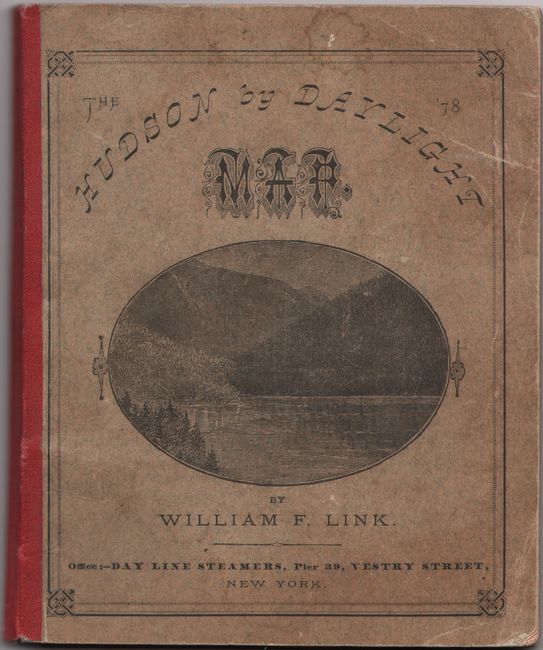 THE '78
HUDSON by DAYLIGHT
MAP.
BY
WILLIAM F. LINK.
Office:—DAY LINE STEAMERS, Pier 39, VESTRY STREET,
NEW YORK.